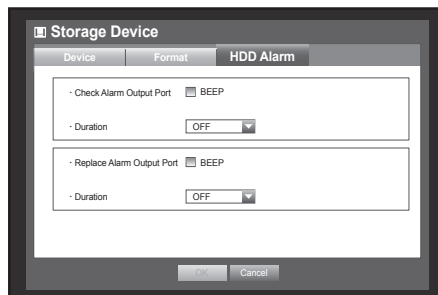 Storage Device
Device Format HDD Alarm
· Check Alarm Output Port BEEP
· Duration OFF
· Replace Alarm Output Port BEEP
· Duration OFF
OK Cancel